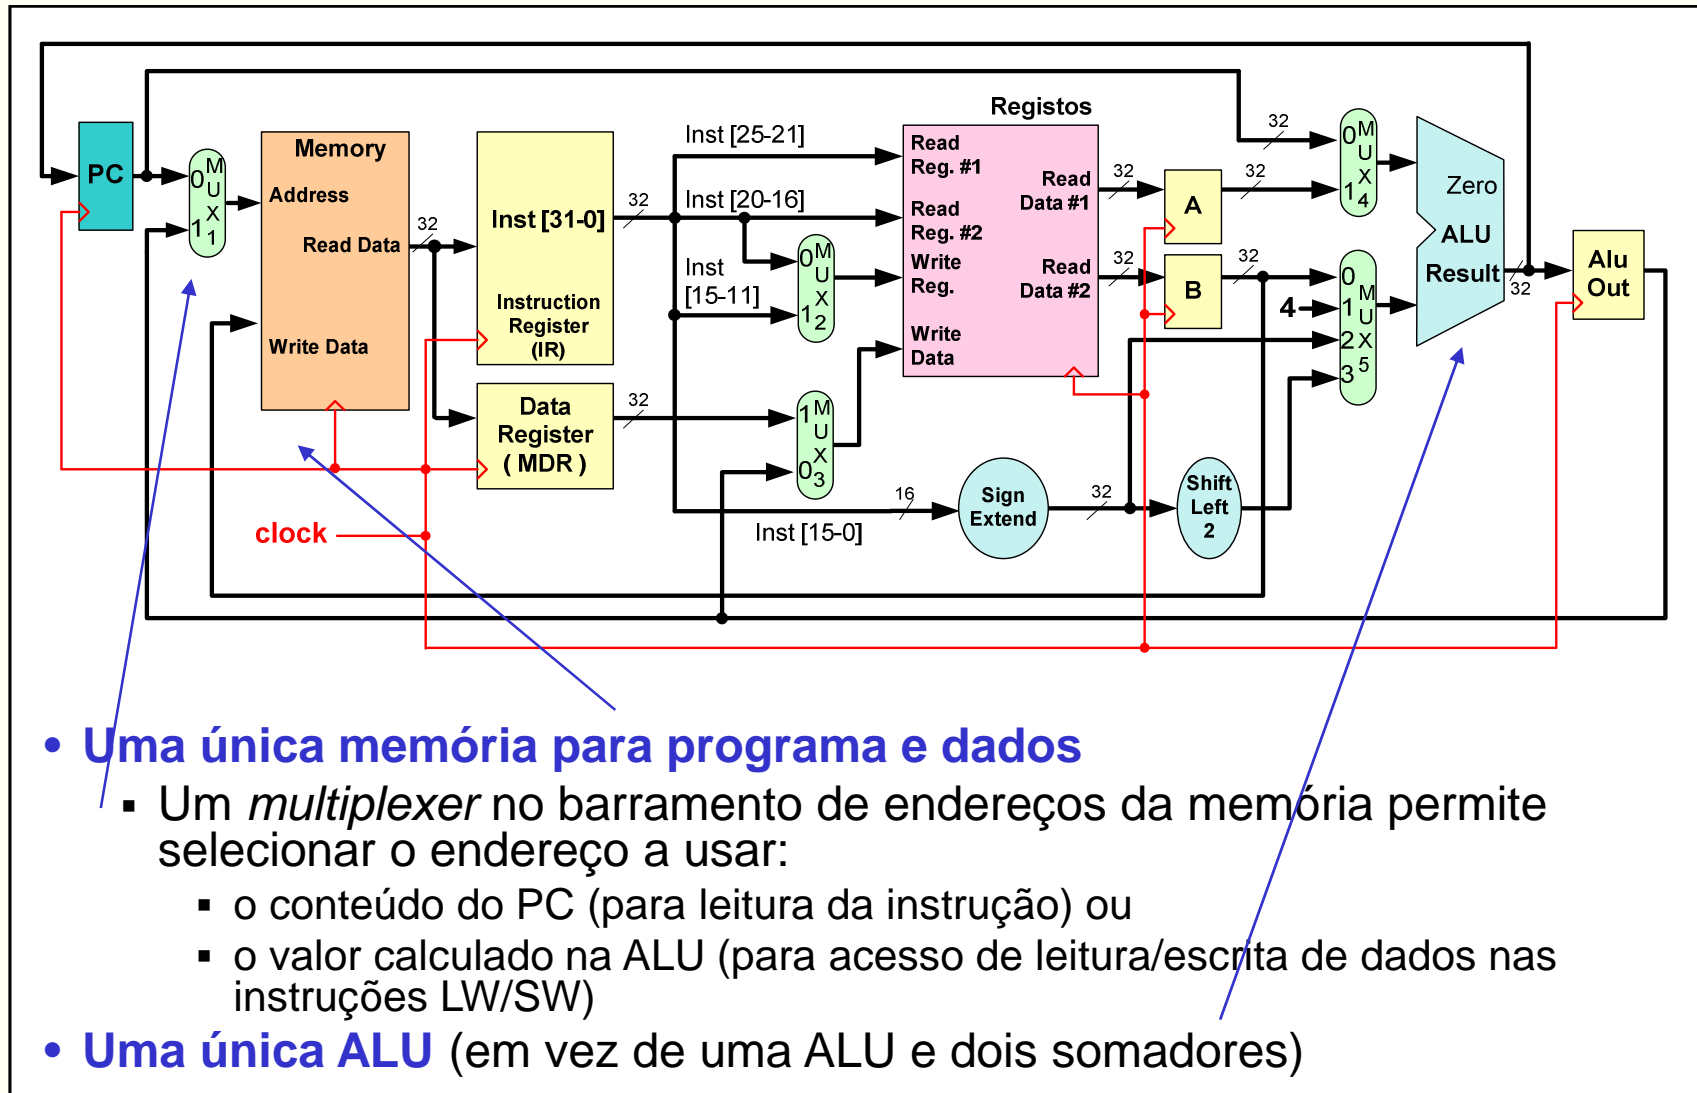 PC
0
1
M
U
X
1
Memory
Address
Read Data
Write Data
32
Inst [31-0]
Instruction
Register
(IR)
Data
Register
( MDR )
32
32
clock
Inst [25-21]
Inst [20-16]
Inst
[15-11]
Inst [15-0]
16
0
1
M
U
X
2
1
0
M
U
X
3
Registos
Read
Reg. #1
Read
Reg. #2
Write
Reg.
Write
Data
Read
Data #1
Read
Data #2
32
32
A
B
32
32
Sign
Extend
32
Shift
Left
2
32
0
1
M
U
X
4
4
0
1
2
3
M
U
X
5
Zero
ALU
Result
32
Alu
Out
• Uma única memória para programa e dados
▪ Um multiplexer no barramento de endereços da memória permite
selecionar o endereço a usar:
▪ o conteúdo do PC (para leitura da instrução) ou
▪ o valor calculado na ALU (para acesso de leitura/escrita de dados nas
instruções LW/SW)
• Uma única ALU (em vez de uma ALU e dois somadores)